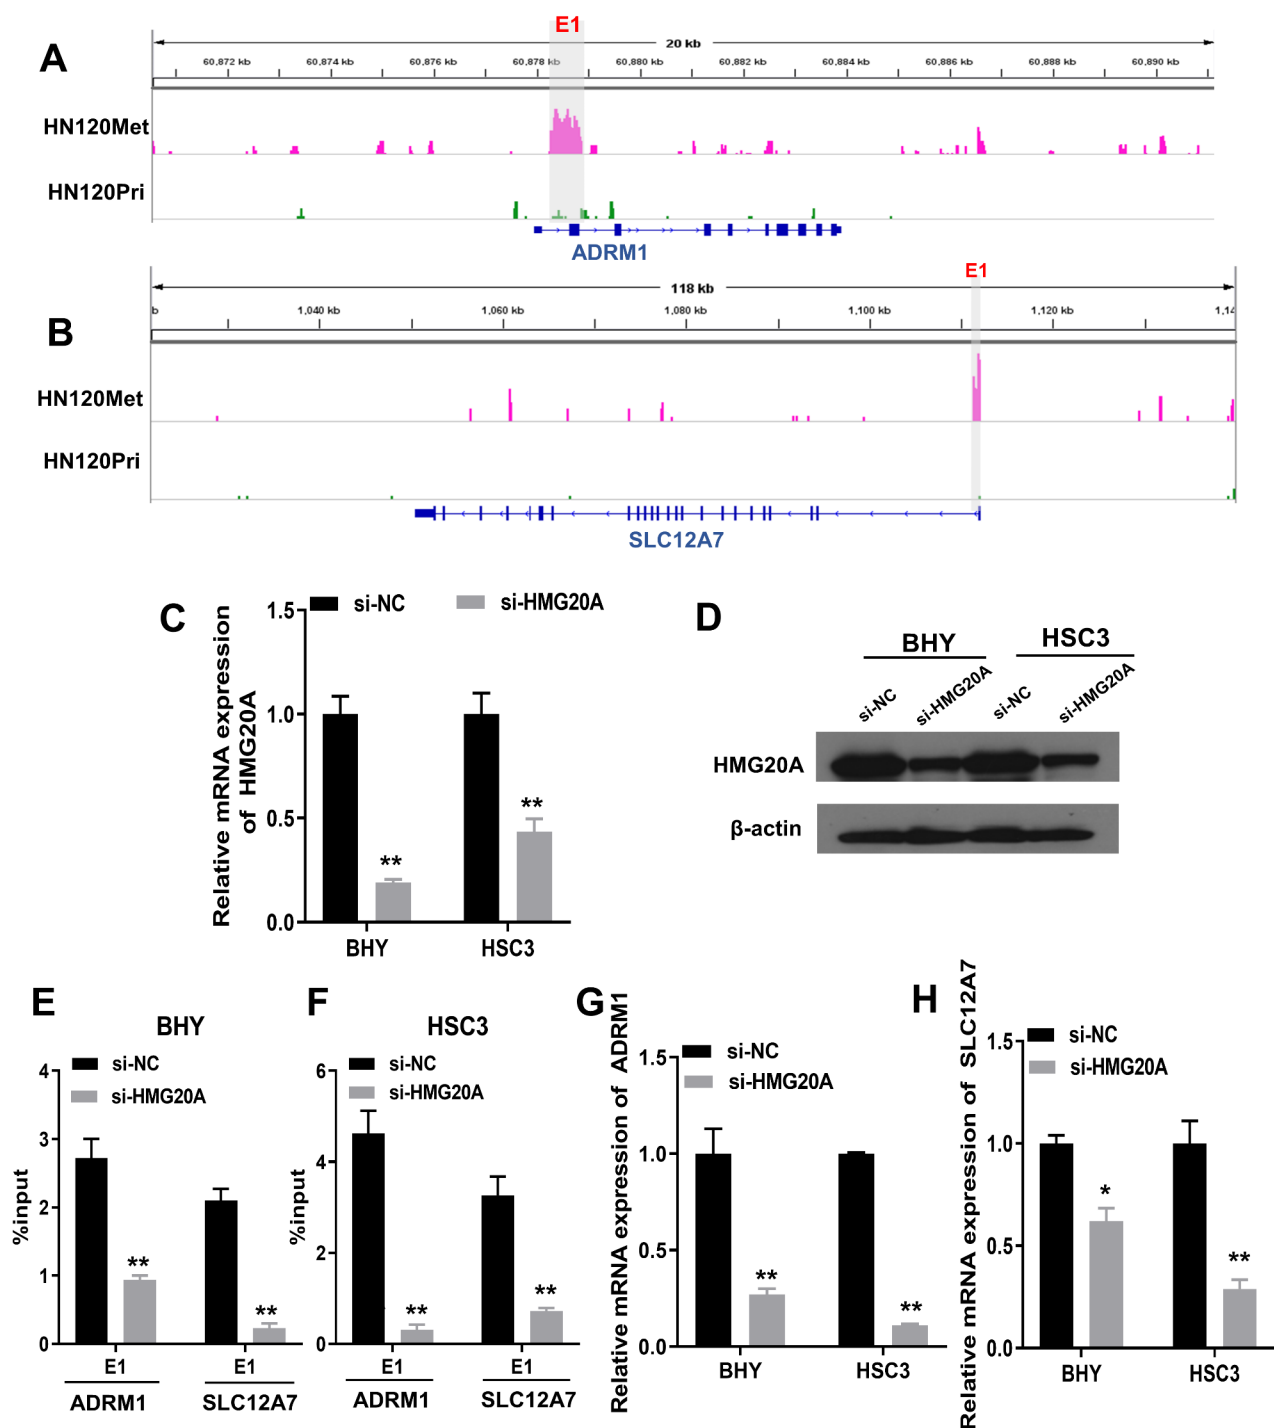 E1
A
20 kb
60,872 kb 60,874 kb 60,876 kb 60,878 kb 60,880 kb 60,882 kb 60,884 kb 60,886 kb 60,888 kb 60,890 kb
HN120Met
HN120Pri
ADRM1
E1
B
118 kb
b 1,040 kb 1,060 kb 1,080 kb 1,100 kb 1,120 kb 1,14
HN120Met
HN120Pri
SLC12A7
C
si-NC si-HMG20A
Relative mRNA expression
of HMG20A
1.5
1.0
0.5
0.0
**
**
BHY HSC3
D
BHY HSC3
si-NC si-HMG20A si-NC si-HMG20A
HMG20A
β-actin
E
BHY
si-NC
si-HMG20A
%input
4
3
2
1
0
**
**
E1 E1
ADRM1 SLC12A7
F
HSC3
si-NC
si-HMG20A
%input
6
4
2
0
**
**
E1 E1
ADRM1 SLC12A7
G
Relative mRNA expression of ADRM1
si-NC
si-HMG20A
1.5
1.0
0.5
0.0
**
**
BHY HSC3
H
Relative mRNA expression of SLC12A7
si-NC
si-HMG20A
1.5
1.0
0.5
0.0
*
**
BHY HSC3